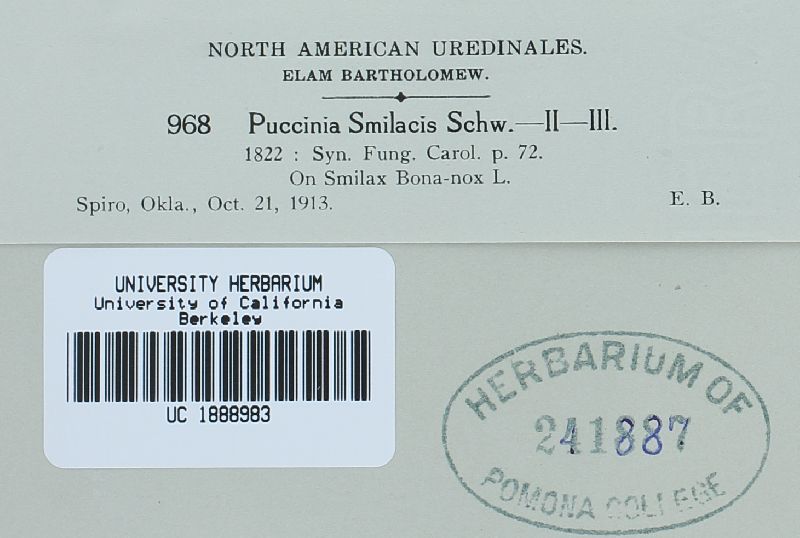 NORTH AMERICAN UREDINALES.
ELAM BARTHOLOMEW.
968 Puccinia Smilacis Schw.—II—III.
1822 : Syn. Fung. Carol. p. 72.
On Smilax Bona-nox L.
Spiro, Okla., Oct. 21, 1913. E. B.
UNIVERSITY HERBARIUM
University of California
Berkeley
UC 1888983
HERBARIUM OF
241887
POMONA COLLEGE